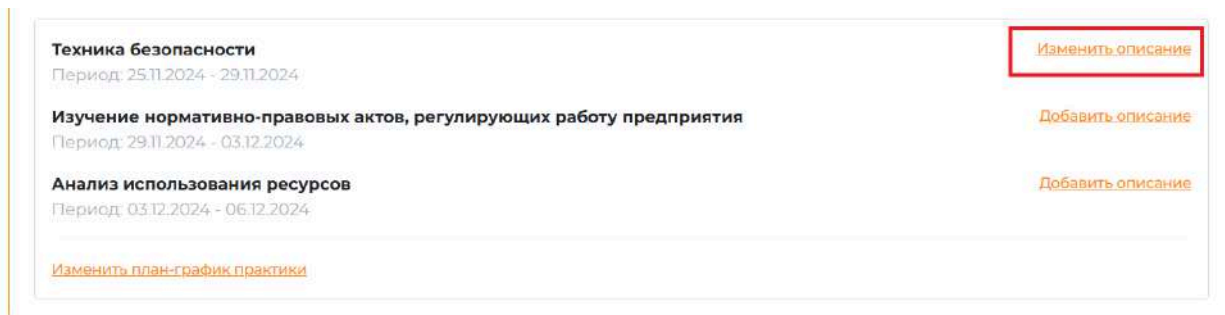 Техника безопасности
Изменить описание
Период: 25.11.2024 - 29.11.2024
Изучение нормативно-правовых актов, регулирующих работу предприятия
Добавить описание
Период: 29.11.2024 - 03.12.2024
Анализ использования ресурсов
Добавить описание
Период: 03.12.2024 - 06.12.2024
Изменить план-график практики